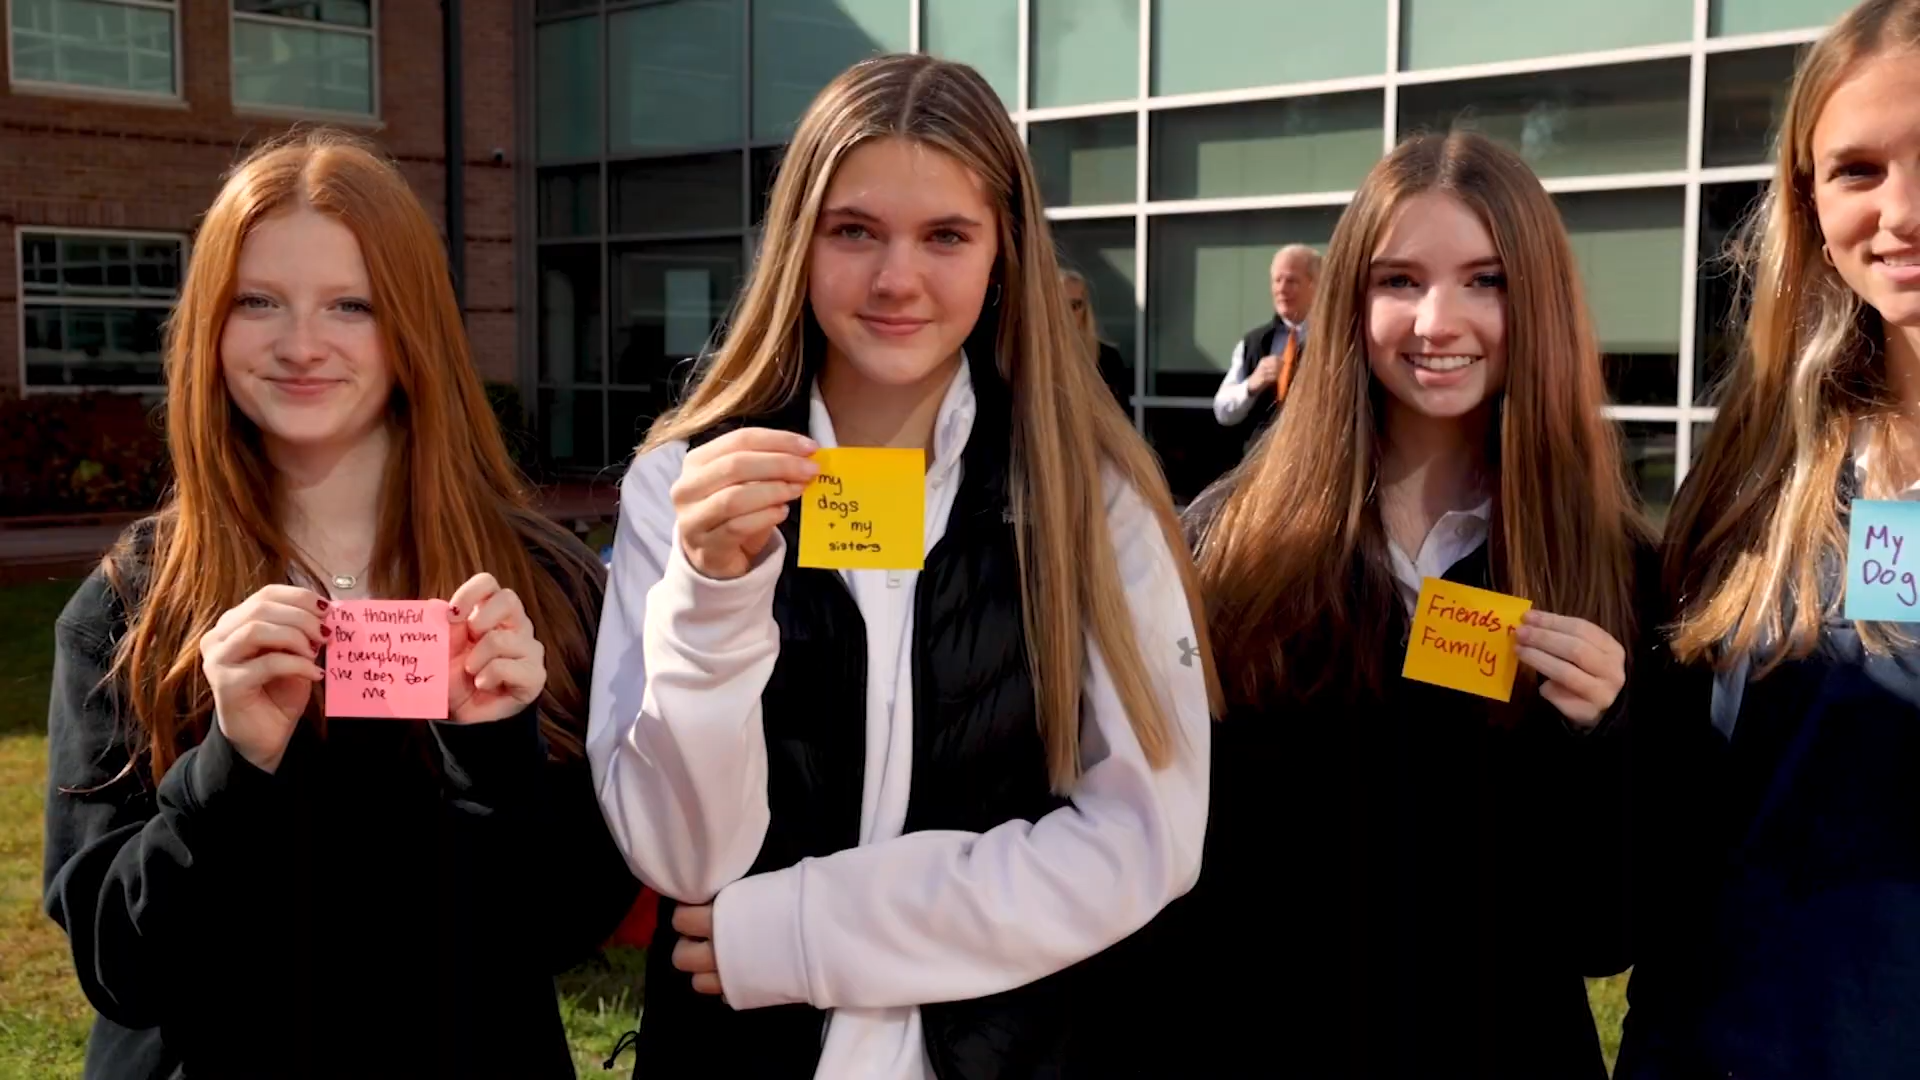 I'm thankful
for my mom
+ everything
she does for
me
my
dogs
+ my
sisters
Friends
Family
My
Dog